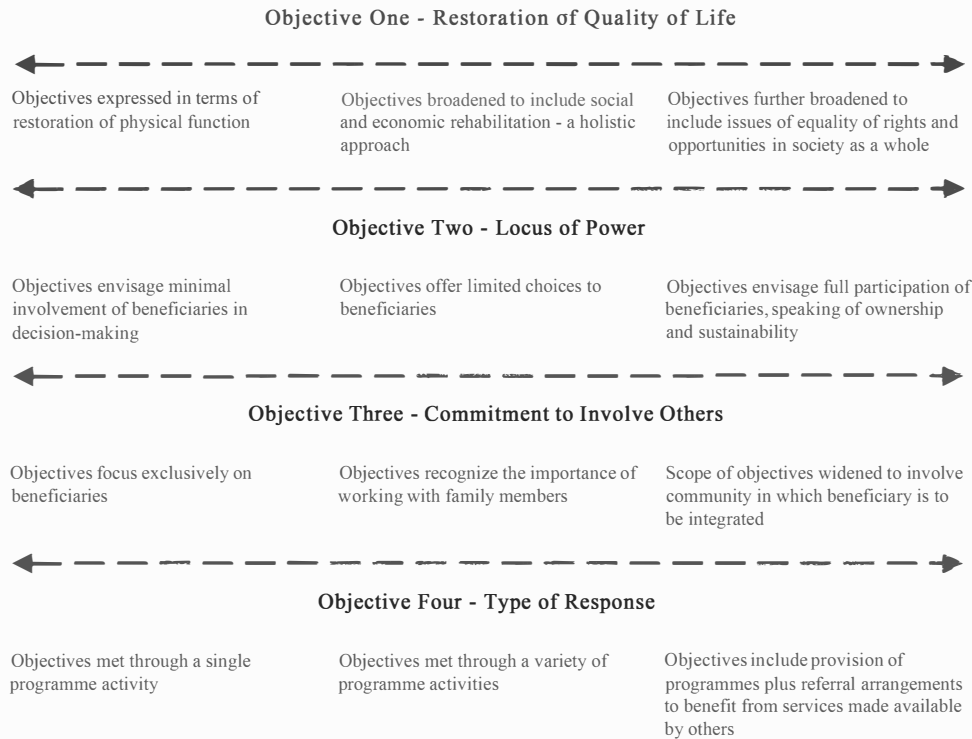 Objective One - Restoration σf Quality of Life
Objectives expressed in terms of
restoration of physical function
Objectives broadened to include social
and economic rehabilitation - a holistic
approach
Objectives further broadened to
include issues of equality of rights and
opportunities in society as a whole
Objective Two - Locus of Power
Objectives envisage minimal
involvement of beneficiaries in
decision-making
Objectives offer limited choices to
beneficiaries
Objectives envisage full participation of
beneficiaries, speaking of ownership
and sustainability
Objective Three - Commitment to Involve Others
Objectives focus exclusively on
beneficiaries
Objectives recognize the importance of
working with family members
Scope of objectives widened to involve
community in which beneficiary is to
be integrated
Objective Four - Type of Response
Objectives met through a single
programme activity
Objectives met through a variety of
programme activities
Objectives include provision of
programmes plus referral arrangements
to benefit from services made available
by others